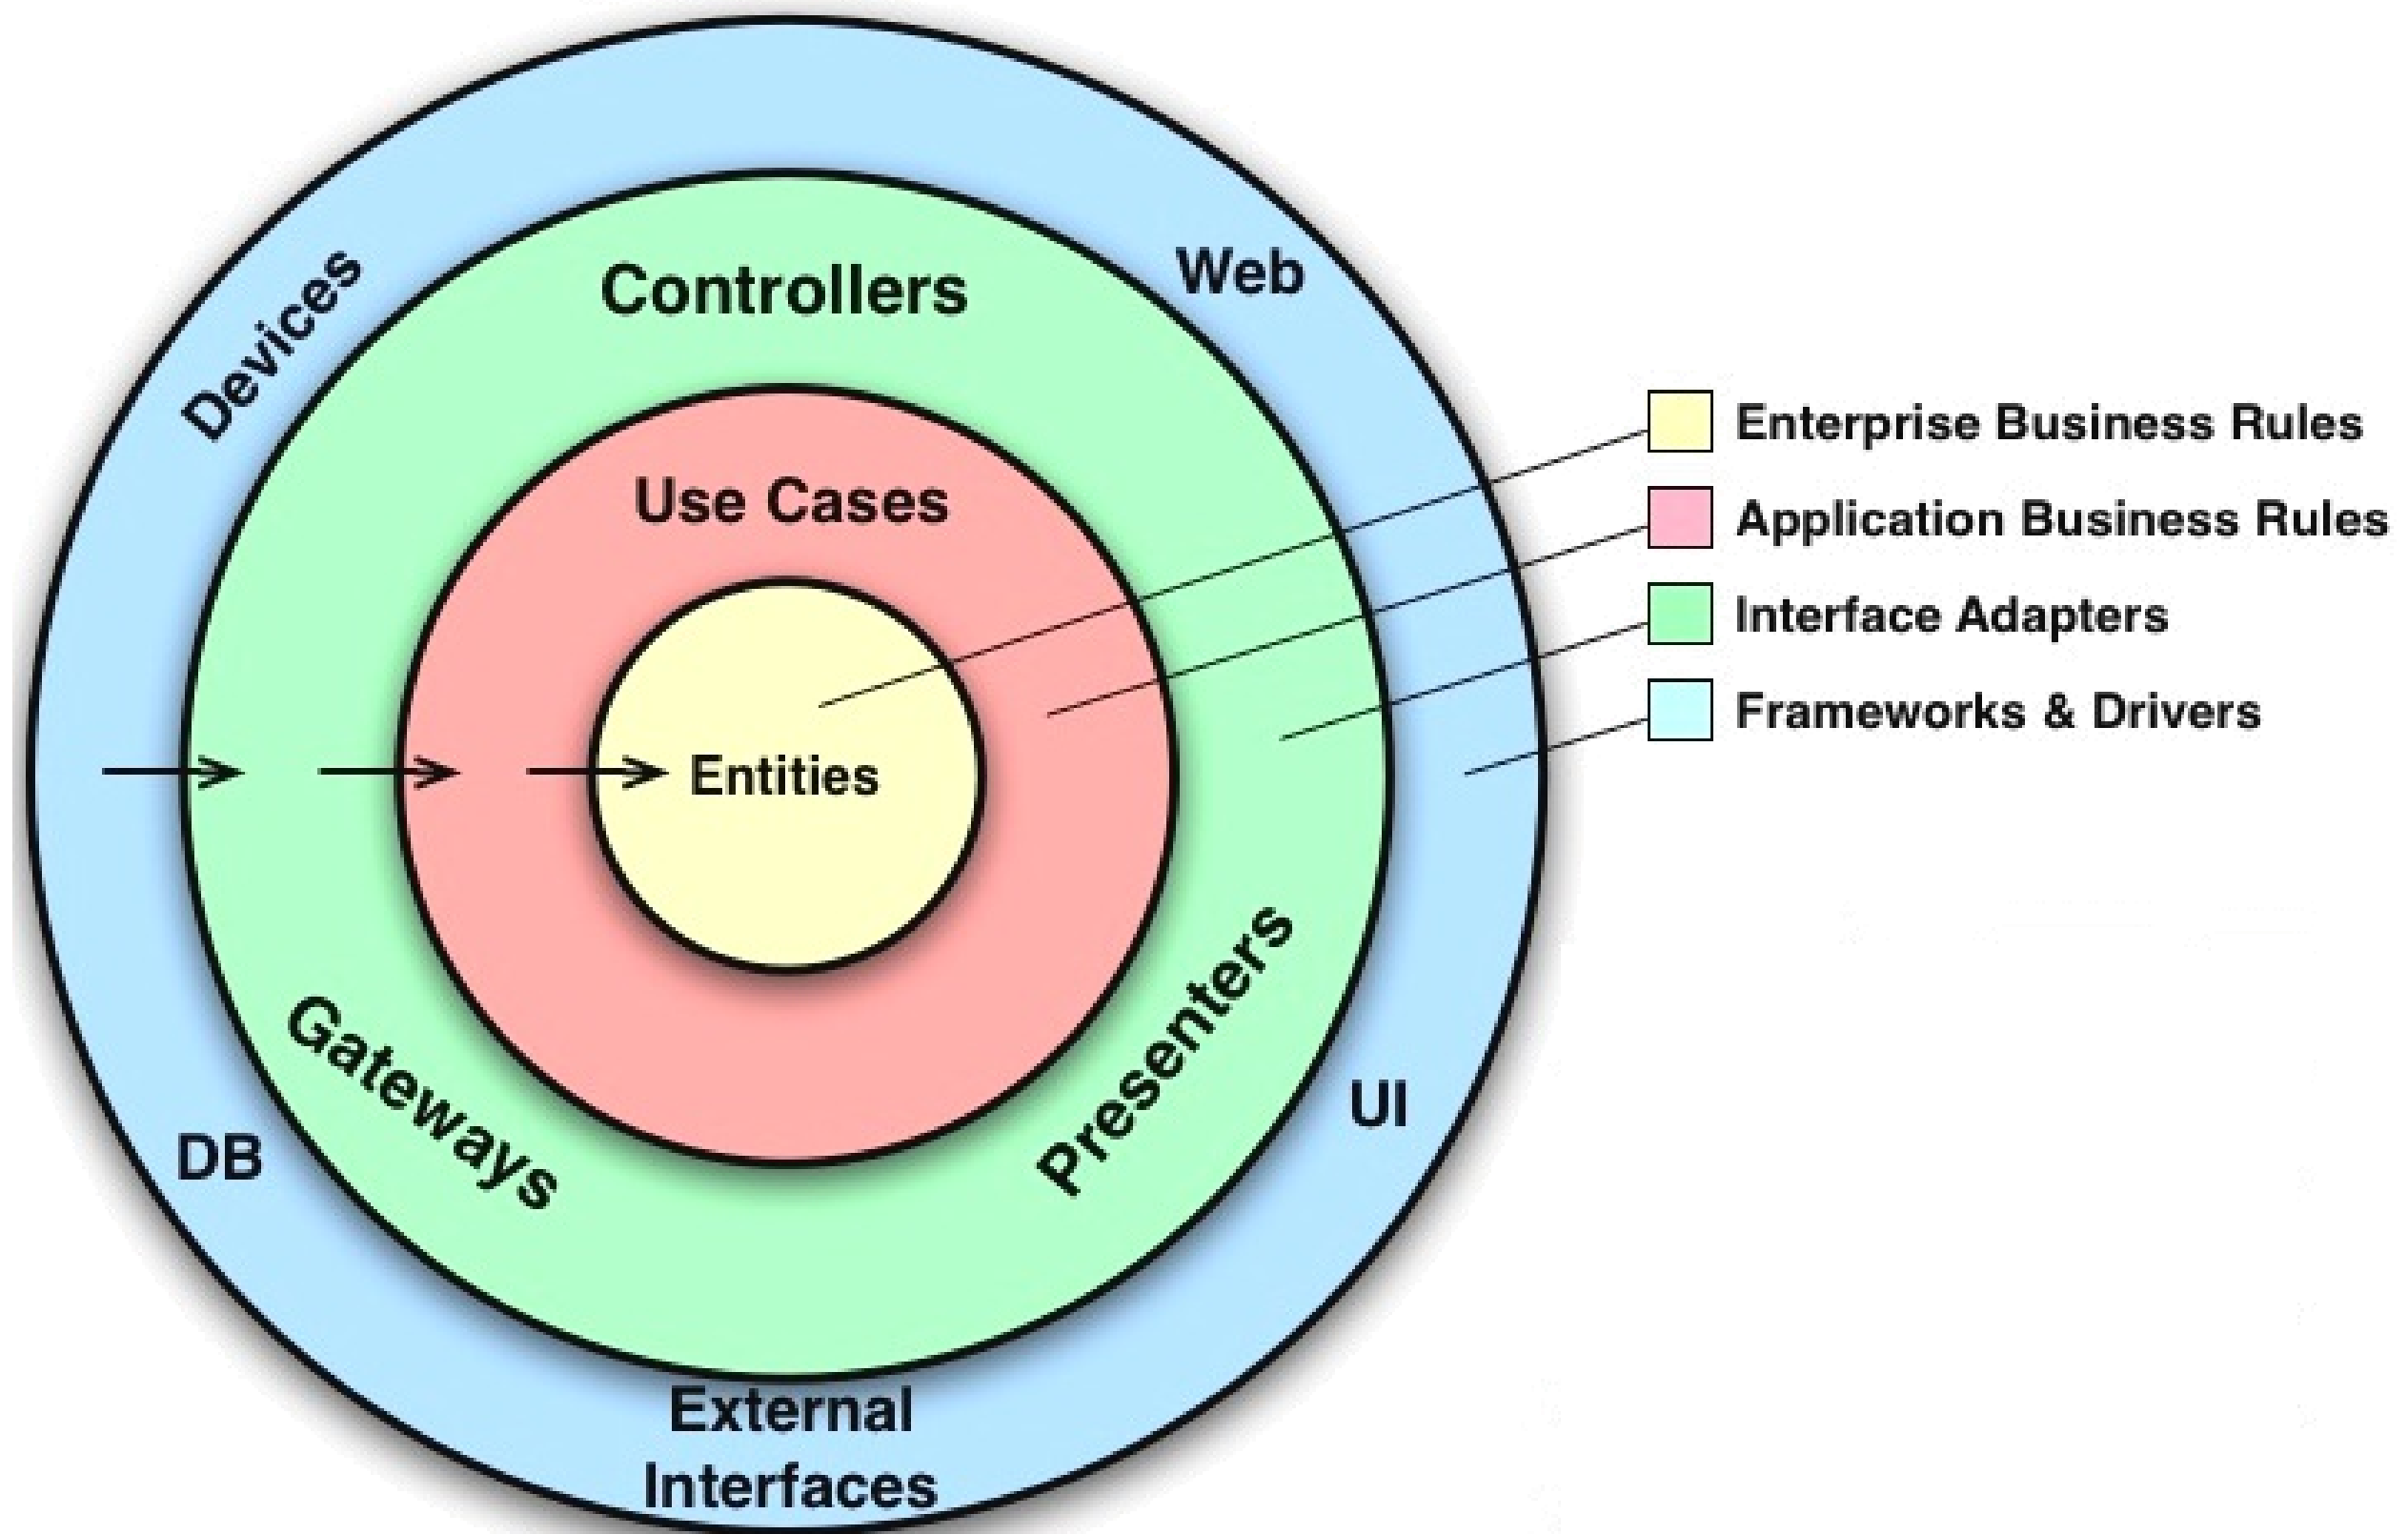 Devices
Controllers
Web
Use Cases
Entities
Gateways
Presenters
DB
UI
External
Interfaces
Enterprise Business Rules
Application Business Rules
Interface Adapters
Frameworks & Drivers